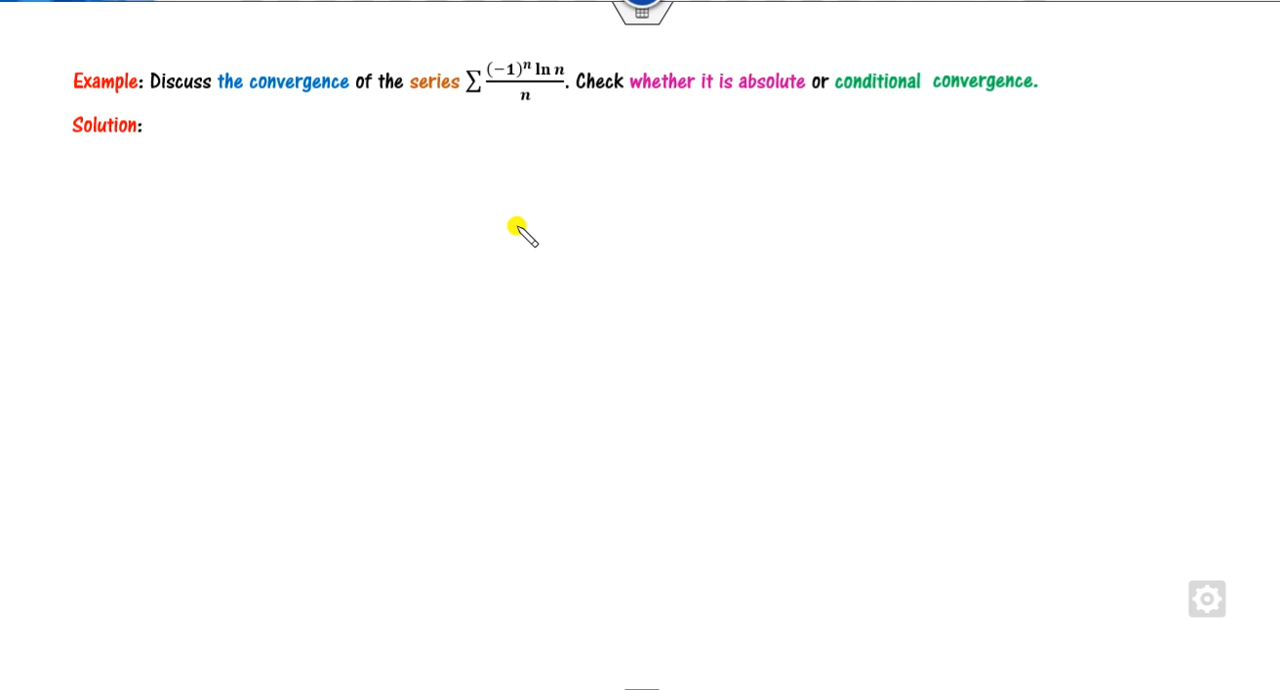 Example: Discuss the convergence of the series ∑ (−1)ⁿ ln n / n. Check whether it is absolute or conditional convergence.
Solution: